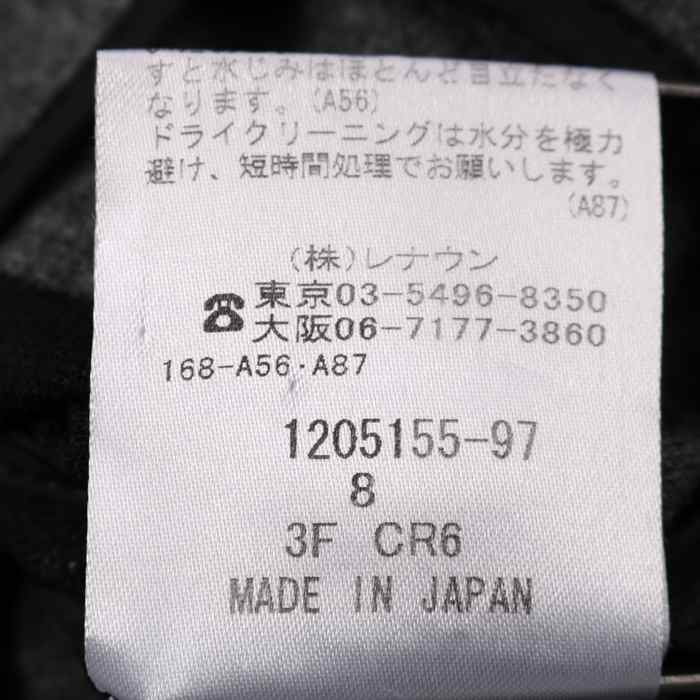 すと水じみはほとんど目立たなく
なります。(A56)
ドライクリーニングは水分を極力
避け、短時間処理でお願いします。
(A87)
(株)レナウン
☎東京03-5496-8350
大阪06-7177-3860
168-A56・A87
1205155-97
8
3F CR6
MADE IN JAPAN